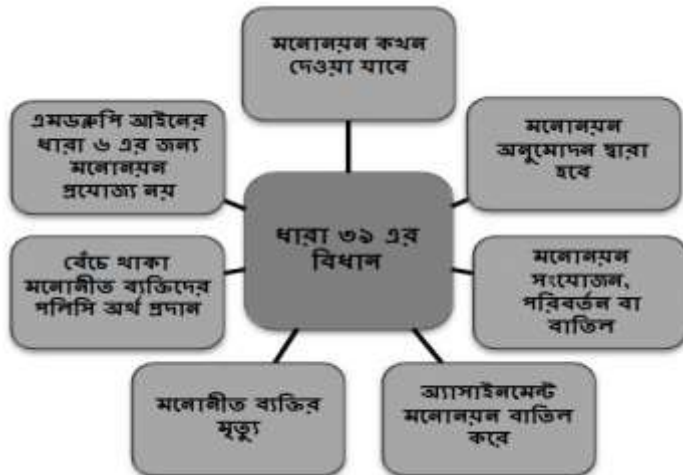 মনোনয়ন কখন
দেওয়া যাবে
মনোনয়ন
অনুমোদন দ্বারা
হবে
মনোনয়ন
সংযোজন,
পরিবর্তন বা
বাতিল
অ্যাসাইনমেন্ট
মনোনয়ন বাতিল
করে
মনোনীত ব্যক্তির
মৃত্যু
বেঁচে থাকা
মনোনীত ব্যক্তিদের
পলিসি অর্থ প্রদান
এমডব্লুপি আইনের
ধারা ৬ এর জন্য
মনোনয়ন
প্রযোজ্য নয়
ধারা ৩৯ এর
বিধান